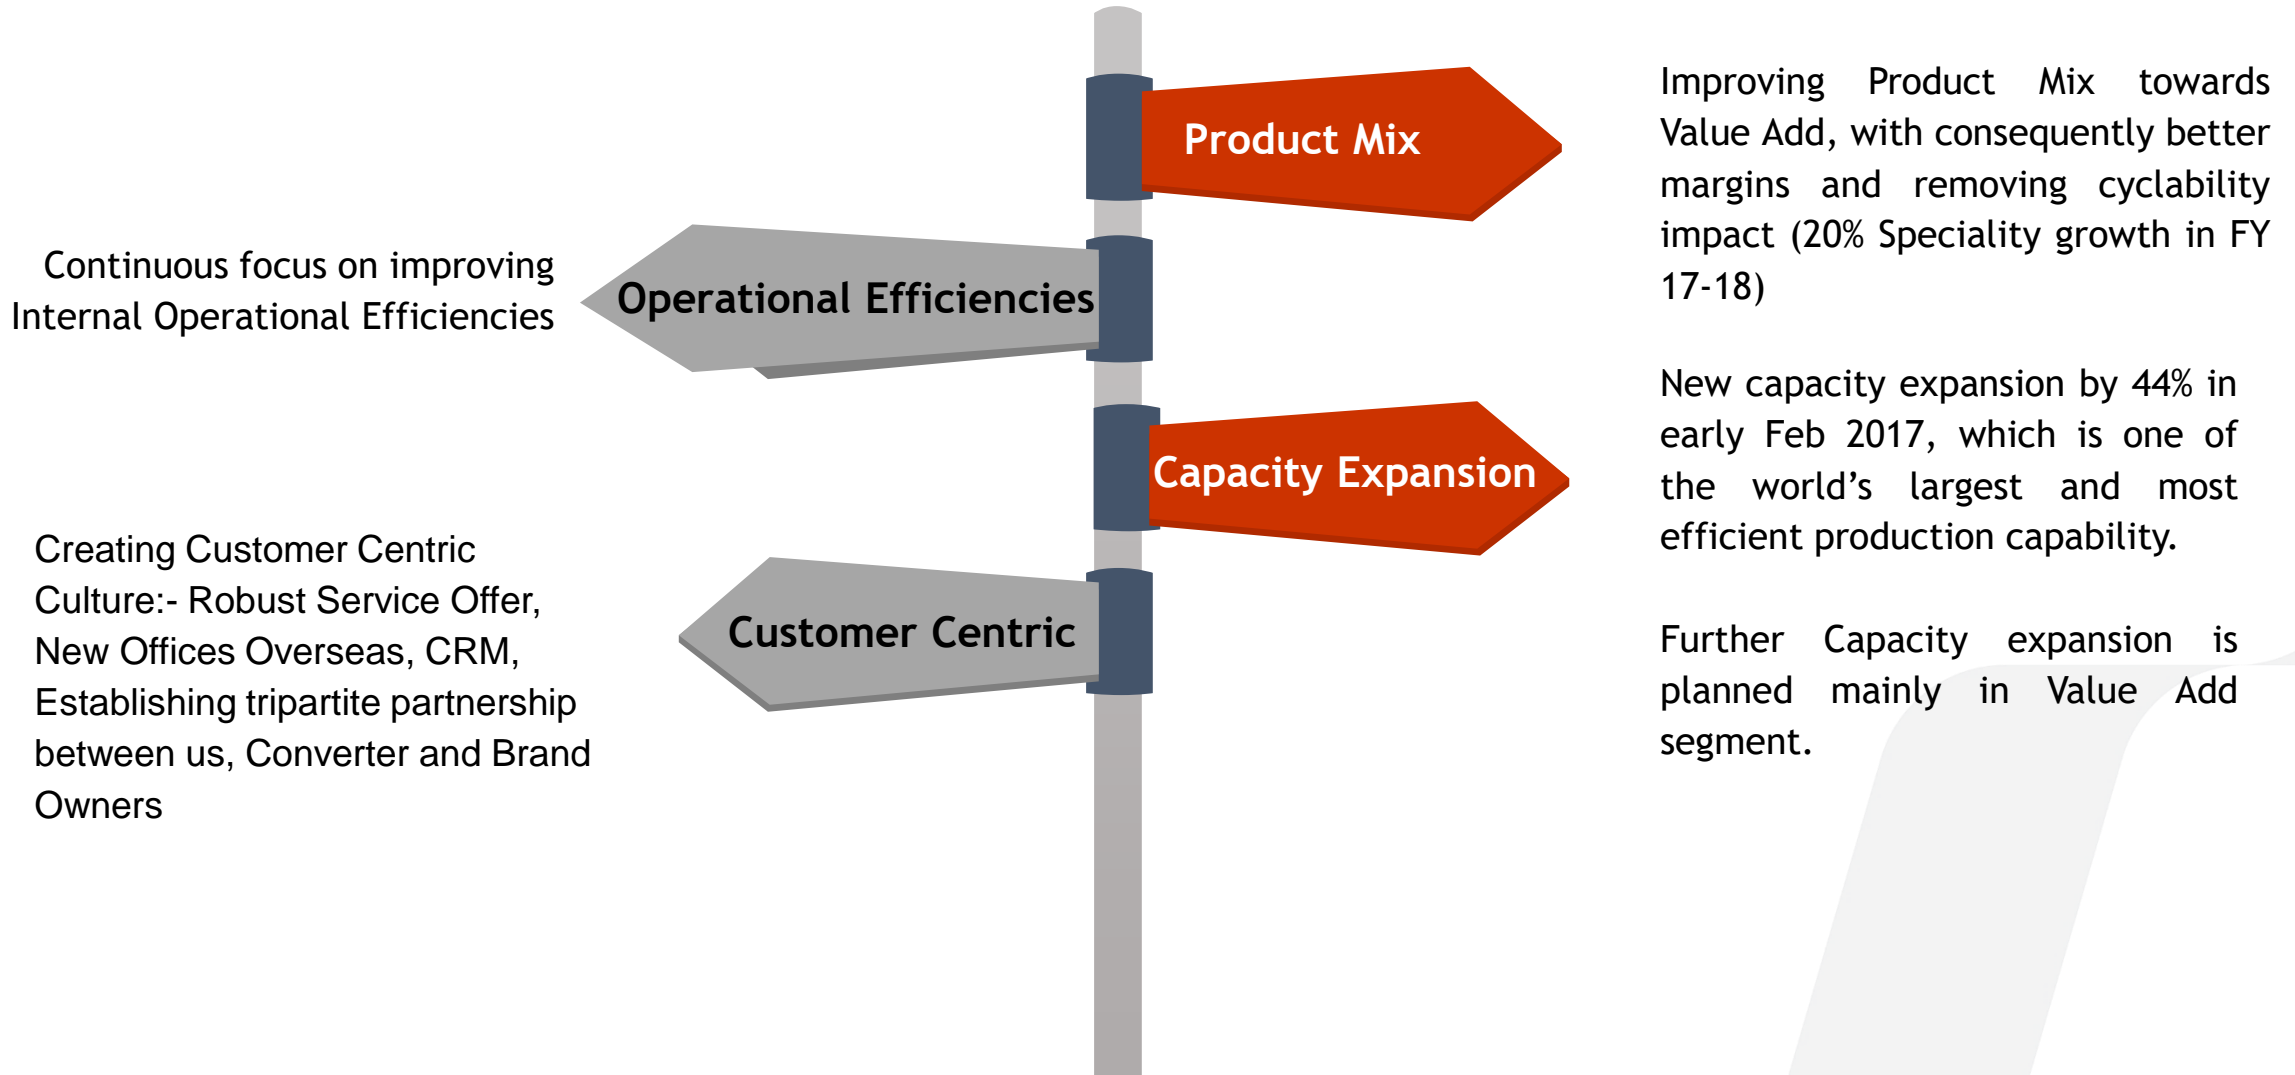 Product Mix
Improving Product Mix towards
Value Add, with consequently better
margins and removing cyclability
impact (20% Speciality growth in FY
17-18)
Continuous focus on improving
Internal Operational Efficiencies
Operational Efficiencies
Capacity Expansion
New capacity expansion by 44% in
early Feb 2017, which is one of
the world’s largest and most
efficient production capability.
Further Capacity expansion is
planned mainly in Value Add
segment.
Creating Customer Centric
Culture:- Robust Service Offer,
New Offices Overseas, CRM,
Establishing tripartite partnership
between us, Converter and Brand
Owners
Customer Centric